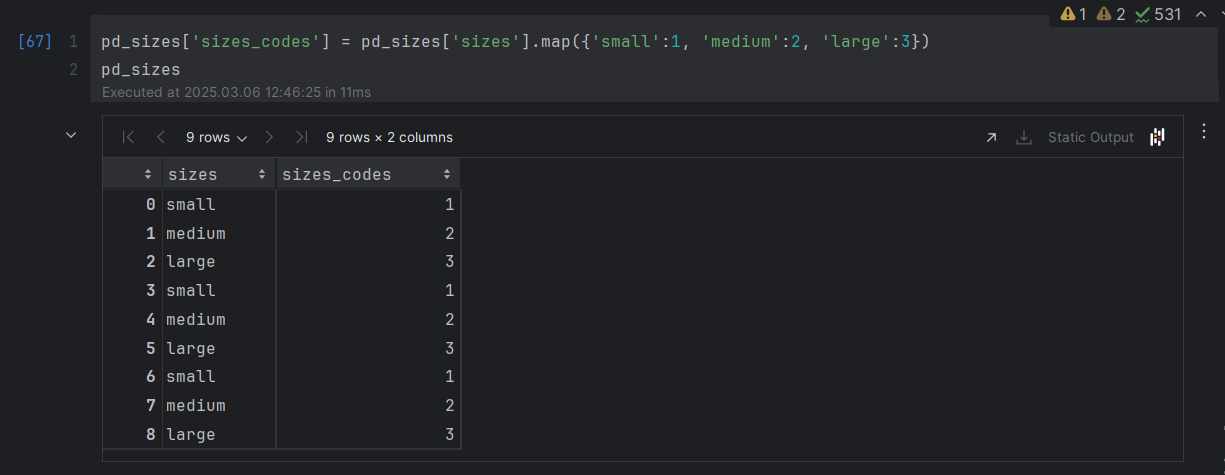 1 2 531
[67] 1 pd_sizes['sizes_codes'] = pd_sizes['sizes'].map({'small':1, 'medium':2, 'large':3})
2 pd_sizes
Executed at 2025.03.06 12:46:25 in 11ms
9 rows 9 rows × 2 columns Static Output
sizes sizes_codes
0 small 1
1 medium 2
2 large 3
3 small 1
4 medium 2
5 large 3
6 small 1
7 medium 2
8 large 3